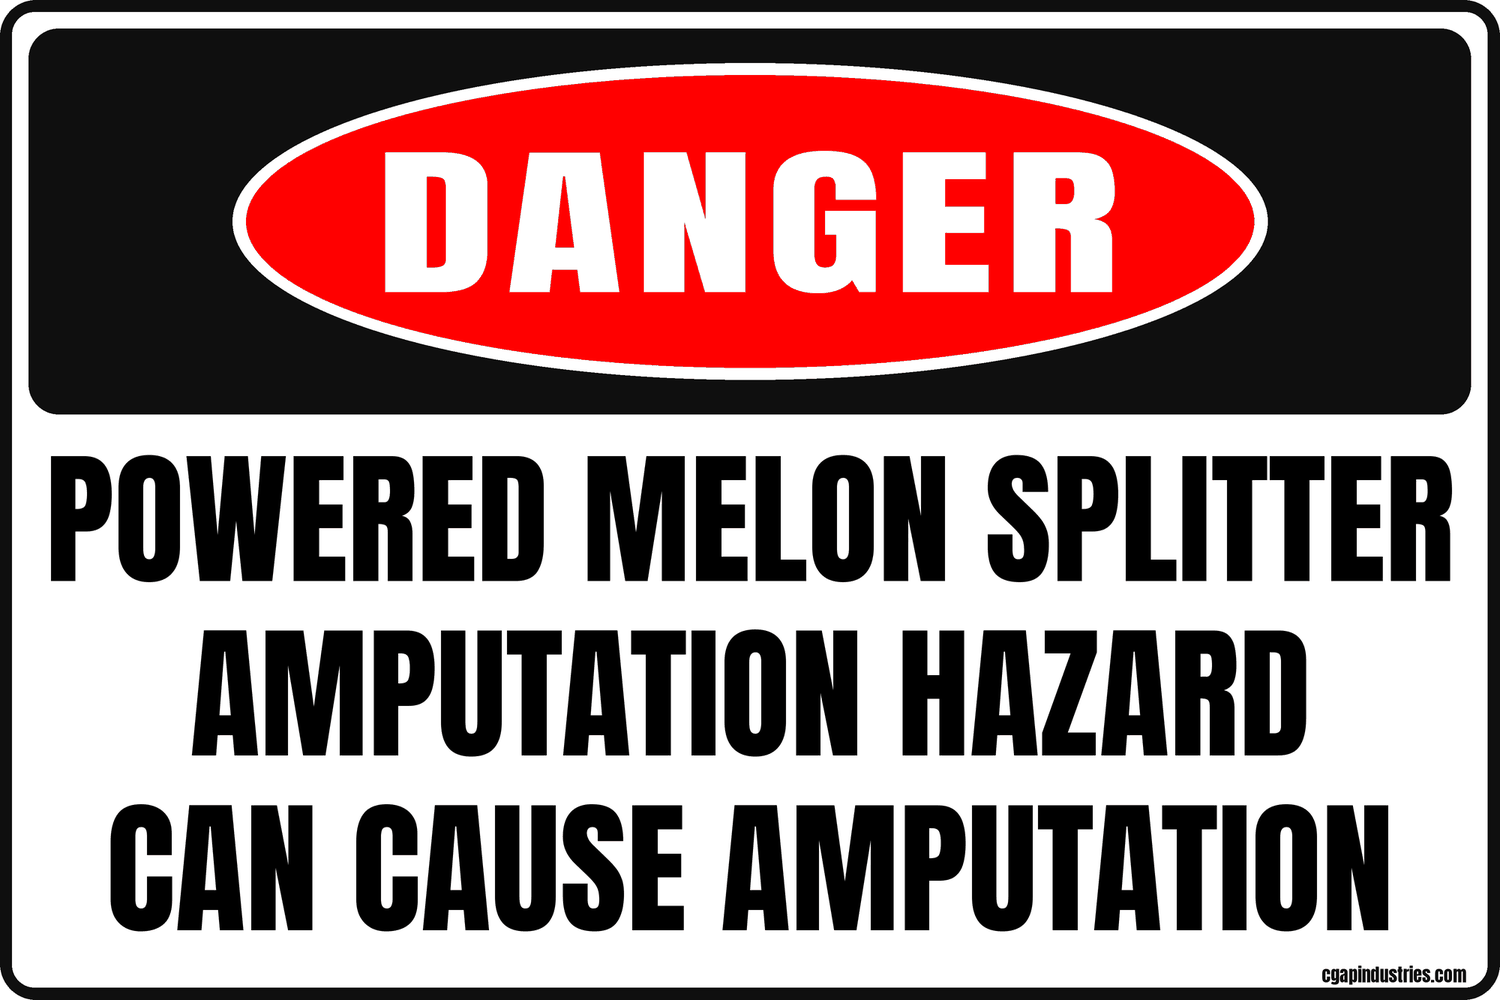 DANGER
POWERED MELON SPLITTER
AMPUTATION HAZARD
CAN CAUSE AMPUTATION
cgapindustries.com